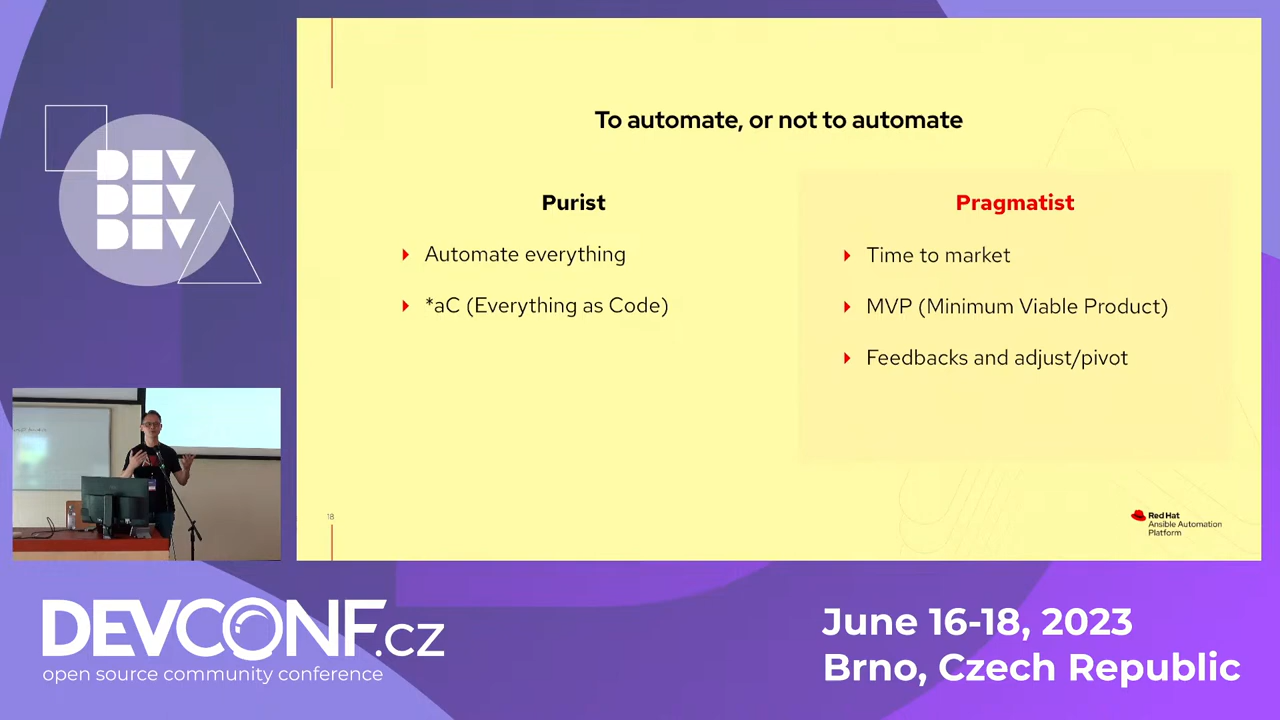 DEV
DEV
DEV
To automate, or not to automate
Purist
Automate everything
*aC (Everything as Code)
Pragmatist
Time to market
MVP (Minimum Viable Product)
Feedbacks and adjust/pivot
18
Red Hat
Ansible Automation
Platform
DEVCONF.cz
open source community conference
June 16-18, 2023
Brno, Czech Republic